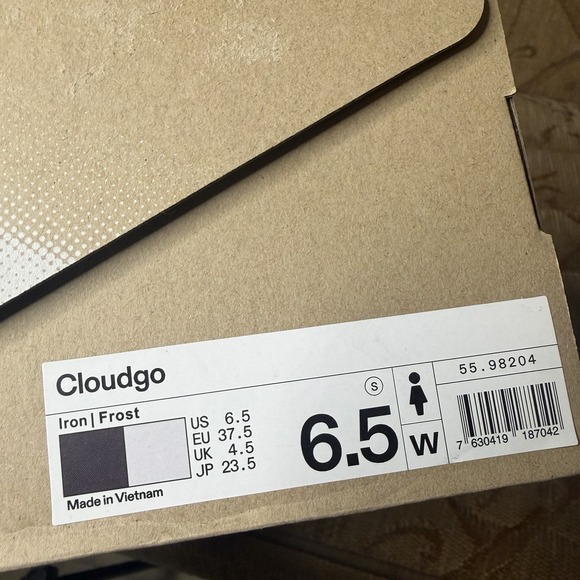 Cloudgo
Iron | Frost
US 6.5
EU 37.5
UK 4.5
JP 23.5
Made in Vietnam
S
6.5
W
55.98204
7 630419 187042